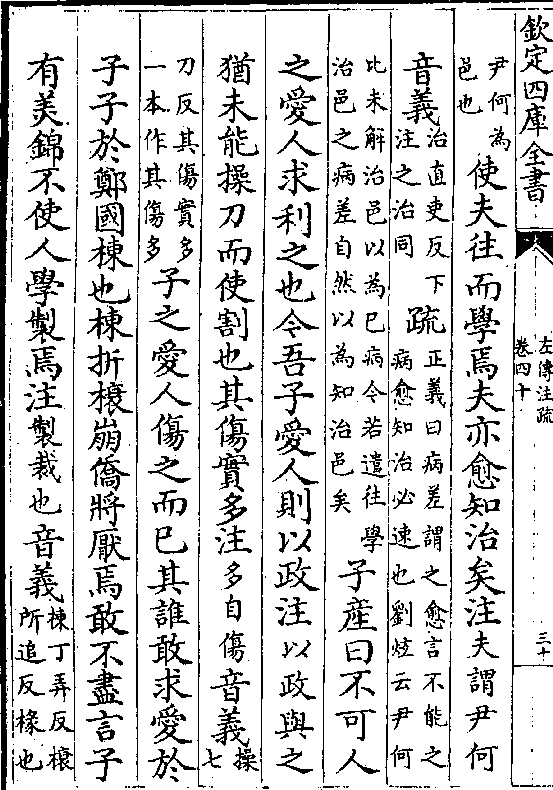 欽定四庫全書
左傳注疏
卷四十
三十
尹何為
邑也
使夫往而學焉夫亦愈知治矣注夫謂尹何
音義
治直吏反下
注之治同
疏
正義曰病差謂之愈言不能之
病愈知治必速也劉炫云尹何
比未解治邑以為已病令若遣往學
治邑之病差自然以為知治邑矣
子產曰不可人
之愛人求利之也令吾子愛人則以政注以政與之
猶未能操刀而使割也其傷實多注多自傷音義
操
七
刀反其傷實多
一本作其傷多
子之愛人傷之而已其誰敢求愛於
子子於鄭國棟也棟折榱崩僑將厭焉敢不盡言子
有美錦不使人學製焉注製裁也音義
棟丁弄反榱
所追反椽也